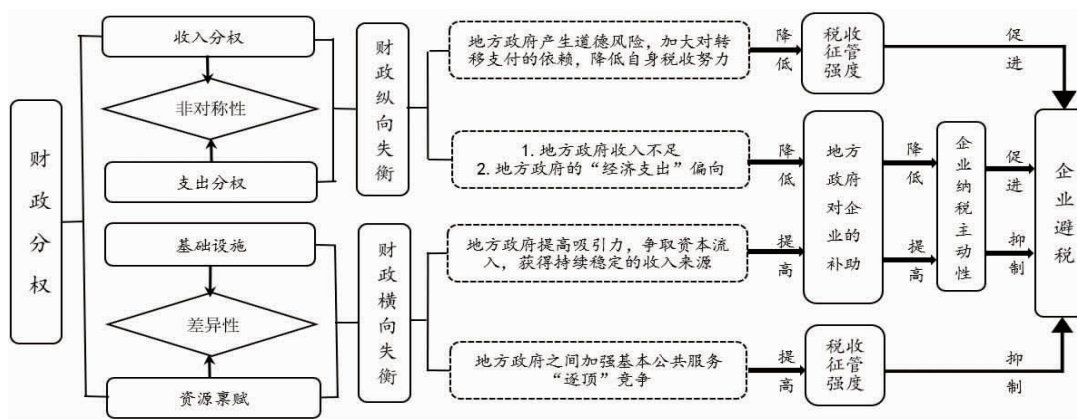 财政分权
收入分权
非对称性
支出分权
基础设施
差异性
资源禀赋
财政纵向失衡
财政横向失衡
地方政府产生道德风险，加大对转
移支付的依赖，降低自身税收努力
降低
税收
征管
强度
促进
1. 地方政府收入不足
2. 地方政府的“经济支出”偏向
降低
地方
政府
对企
业的
补助
降低
企业纳税主动性
促进
企业避税
地方政府提高吸引力，争取资本流
入，获得持续稳定的收入来源
提高
提高
抑制
地方政府之间加强基本公共服务
“逐顶”竞争
提高
税收
征管
强度
抑制